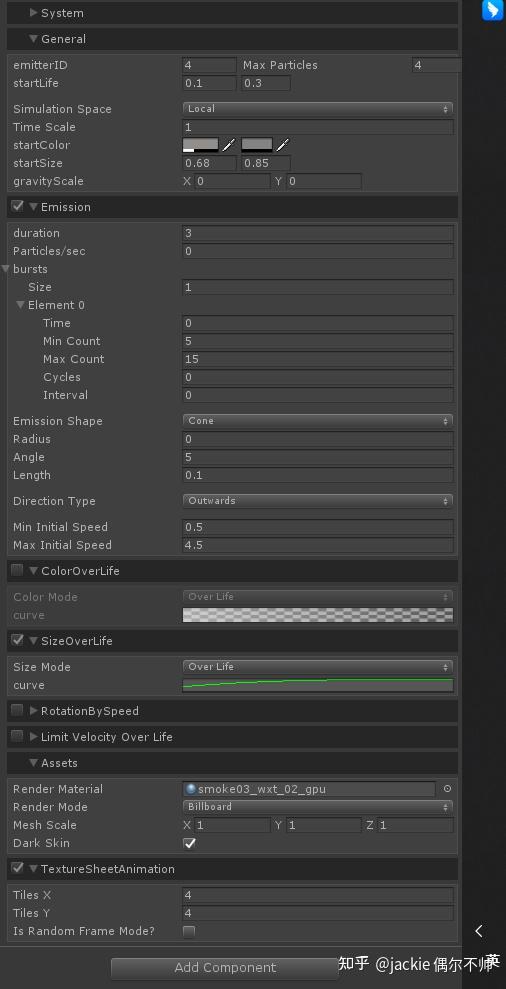 System
General
emitterID 4 Max Particles 4
startLife 0.1 0.3
Simulation Space Local
Time Scale 1
startColor
startSize 0.68 0.85
gravityScale X 0 Y 0
Emission
duration 3
Particles/sec 0
bursts
Size 1
Element 0
Time 0
Min Count 5
Max Count 15
Cycles 0
Interval 0
Emission Shape Cone
Radius 0
Angle 5
Length 0.1
Direction Type Outwards
Min Initial Speed 0.5
Max Initial Speed 4.5
ColorOverLife
Color Mode Over Life
curve
SizeOverLife
Size Mode Over Life
curve
RotationBySpeed
Limit Velocity Over Life
Assets
Render Material smoke03_wxt_02_gpu
Render Mode Billboard
Mesh Scale X 1 Y 1 Z 1
Dark Skin
TextureSheetAnimation
Tiles X 4
Tiles Y 4
Is Random Frame Mode?
Add Component
知乎 @jackie 偶尔不帅
英